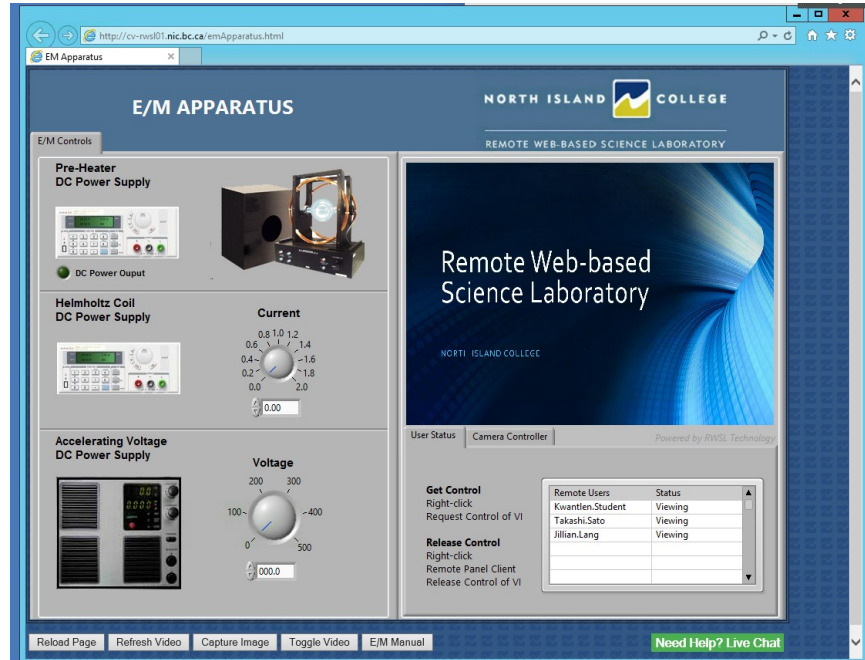 http://cv-rwsl01.nic.bc.ca/emApparatus.html
EM Apparatus
E/M APPARATUS
NORTH ISLAND COLLEGE
REMOTE WEB-BASED SCIENCE LABORATORY
E/M Controls
Pre-Heater
DC Power Supply
DC Power Ouput
Helmholtz Coil
DC Power Supply
Current
0.0 0.2 0.4 0.6 0.8 1.0 1.2 1.4 1.6 1.8 2.0
0.00
Accelerating Voltage
DC Power Supply
0.0
0.000
Voltage
0 100 200 300 400 500
000.0
Remote Web-based
Science Laboratory
NORTH ISLAND COLLEGE
User Status
Camera Controller
Powered by RWSL Technology
Get Control
Right-click
Request Control of VI
Release Control
Right-click
Remote Panel Client
Release Control of VI
Remote Users Status
Kwantlen.Student Viewing
Takashi.Sato Viewing
Jillian.Lang Viewing
Reload Page
Refresh Video
Capture Image
Toggle Video
E/M Manual
Need Help? Live Chat